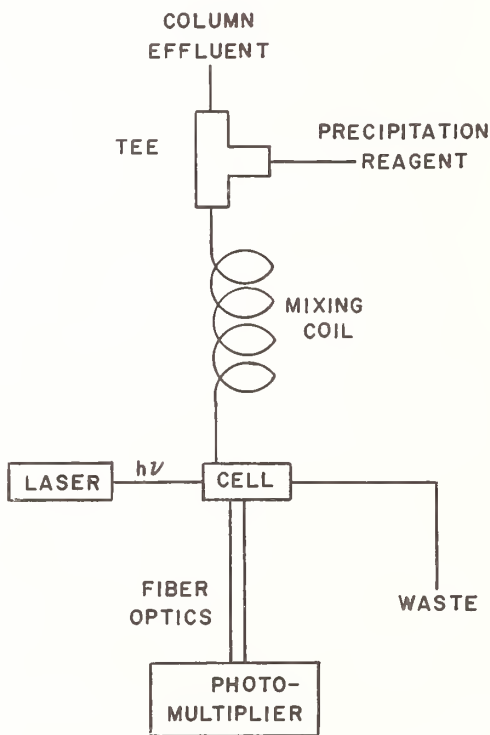 COLUMN
EFFLUENT
TEE
PRECIPITATION
REAGENT
MIXING
COIL
LASER
hν
CELL
FIBER
OPTICS
WASTE
PHOTO-
MULTIPLIER